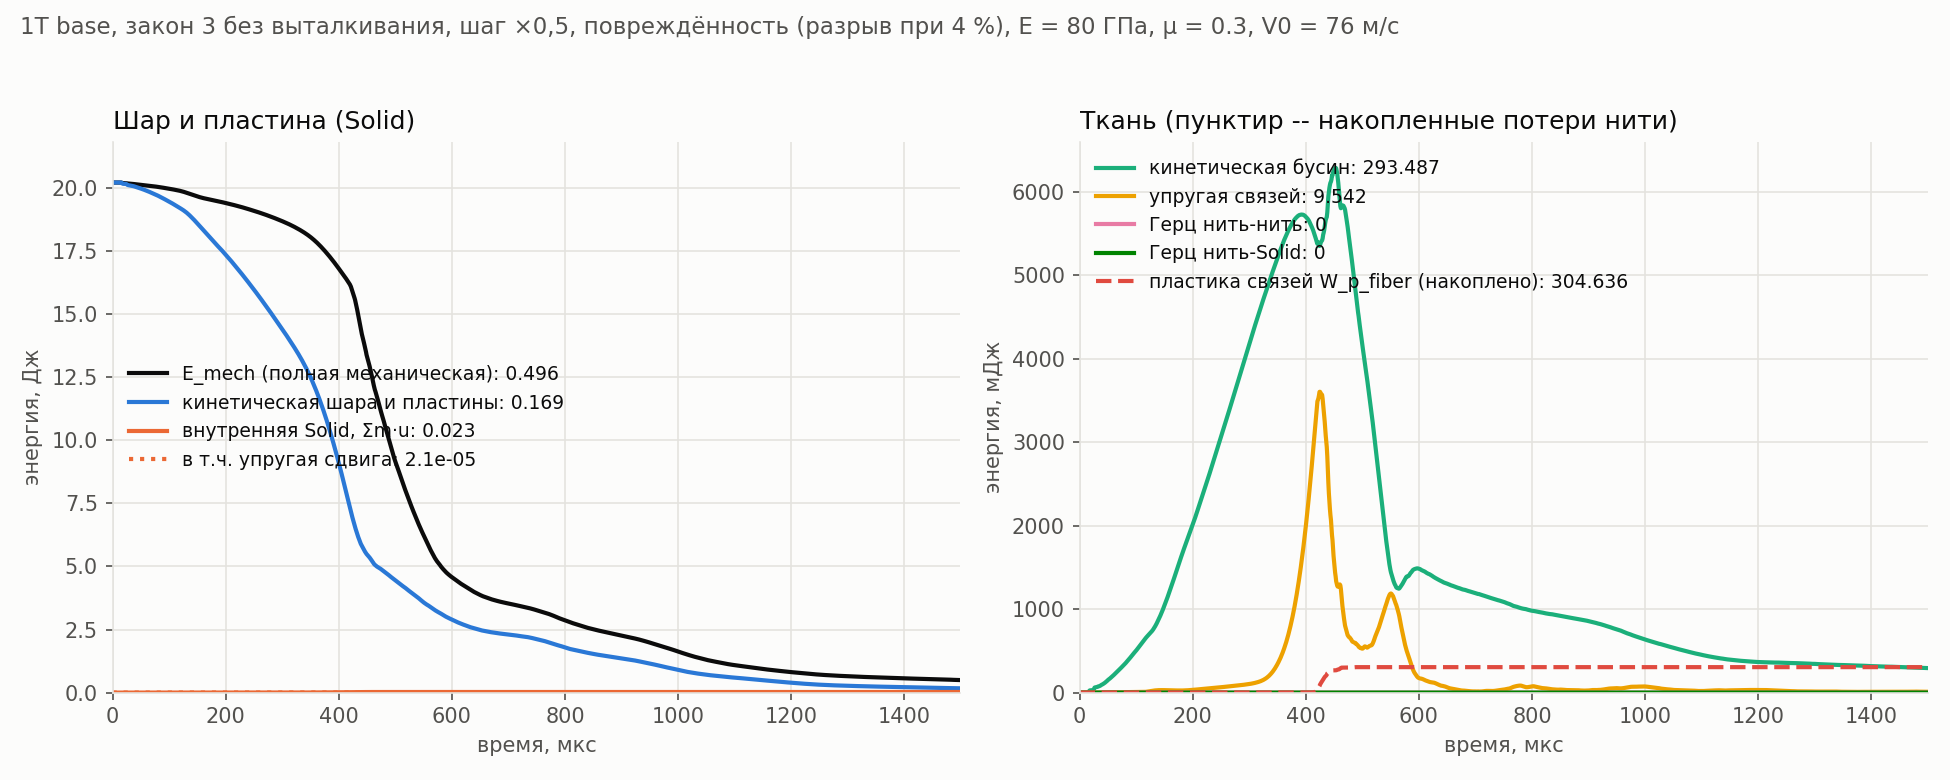 1T base, закон 3 без выталкивания, шаг ×0,5, повреждённость (разрыв при 4 %), E = 80 ГПа, μ = 0.3, V0 = 76 м/с
Шар и пластина (Solid)
энергия, Дж
20.0
17.5
15.0
12.5
10.0
7.5
5.0
2.5
0.0
E_mech (полная механическая): 0.496
кинетическая шара и пластины: 0.169
внутренняя Solid, Σm·u: 0.023
в т.ч. упругая сдвига: 2.1e-05
0 200 400 600 800 1000 1200 1400
время, мкс
Ткань (пунктир -- накопленные потери нити)
энергия, мДж
6000
5000
4000
3000
2000
1000
0
кинетическая бусин: 293.487
упругая связей: 9.542
Герц нить-нить: 0
Герц нить-Solid: 0
пластика связей W_p_fiber (накоплено): 304.636
0 200 400 600 800 1000 1200 1400
время, мкс